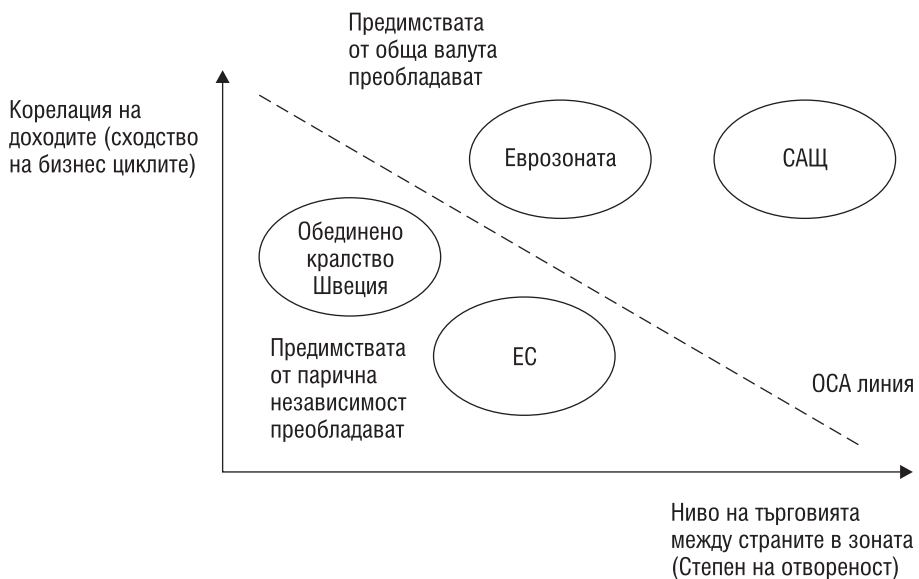 Предимствата
от обща валута
преобладават
Корелация на
доходите (сходство
на бизнес циклите)
Еврозоната
САЩ
Обединено
кралство
Швеция
ЕС
Предимствата
от парична
независимост
преобладават
ОСА линия
Ниво на търговията
между страните в зоната
(Степен на отвореност)